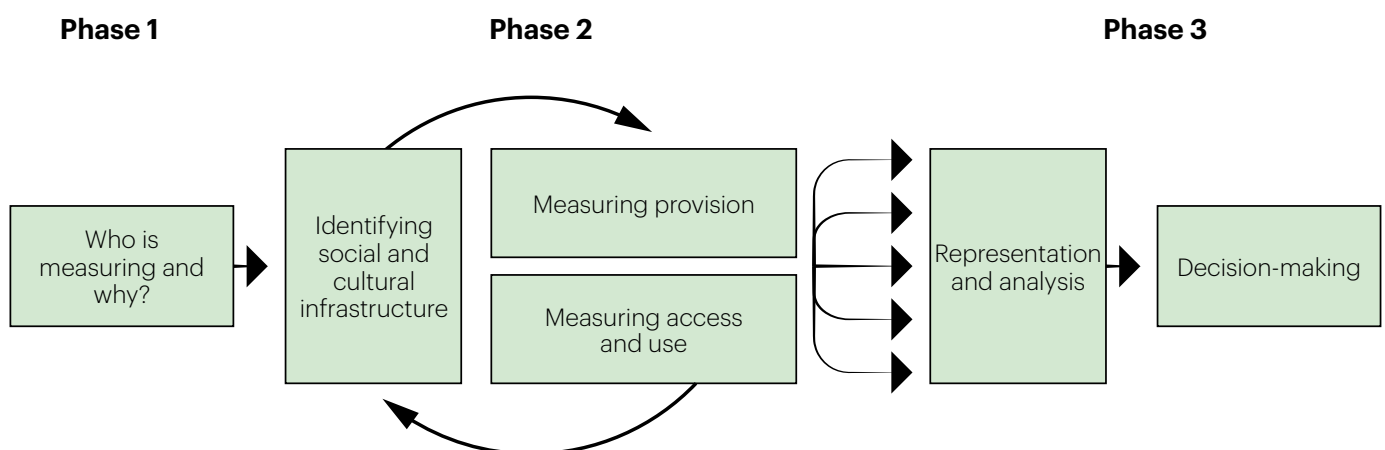 Phase 1
Phase 2
Phase 3
Who is
measuring and
why?
Identifying
social and
cultural
infrastructure
Measuring provision
Measuring access
and use
Representation
and analysis
Decision-making